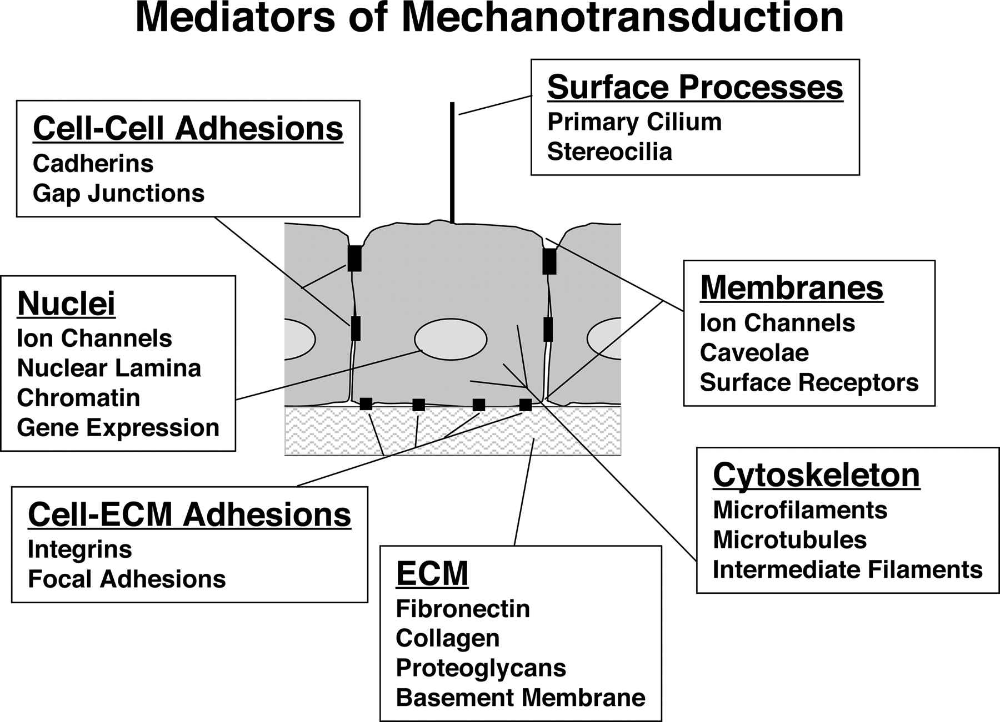 Mediators of Mechanotransduction
Surface Processes
Primary Cilium
Stereocilia
Cell-Cell Adhesions
Cadherins
Gap Junctions
Membranes
Ion Channels
Caveolae
Surface Receptors
Nuclei
Ion Channels
Nuclear Lamina
Chromatin
Gene Expression
Cytoskeleton
Microfilaments
Microtubules
Intermediate Filaments
Cell-ECM Adhesions
Integrins
Focal Adhesions
ECM
Fibronectin
Collagen
Proteoglycans
Basement Membrane